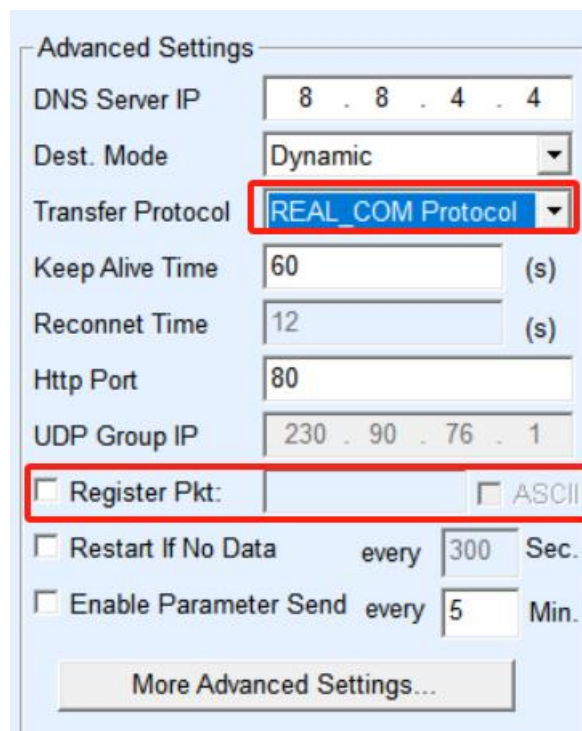 Advanced Settings
DNS Server IP 8 . 8 . 4 . 4
Dest. Mode Dynamic
Transfer Protocol REAL_COM Protocol
Keep Alive Time 60 (s)
Reconnet Time 12 (s)
Http Port 80
UDP Group IP 230 . 90 . 76 . 1
Register Pkt: ASCII
Restart If No Data every 300 Sec.
Enable Parameter Send every 5 Min.
More Advanced Settings...